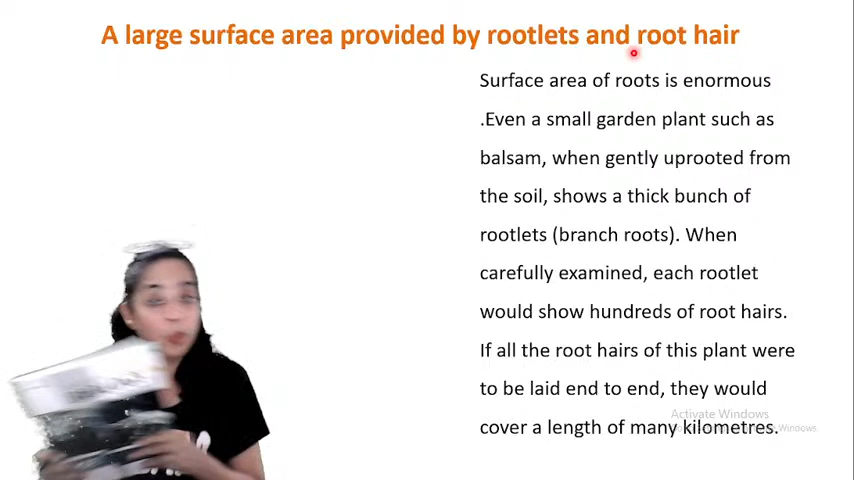 A large surface area provided by rootlets and root hair
Surface area of roots is enormous
.Even a small garden plant such as
balsam, when gently uprooted from
the soil, shows a thick bunch of
rootlets (branch roots). When
carefully examined, each rootlet
would show hundreds of root hairs.
If all the root hairs of this plant were
to be laid end to end, they would
Activate Windows
cover a length of many kilometres.
Windows.